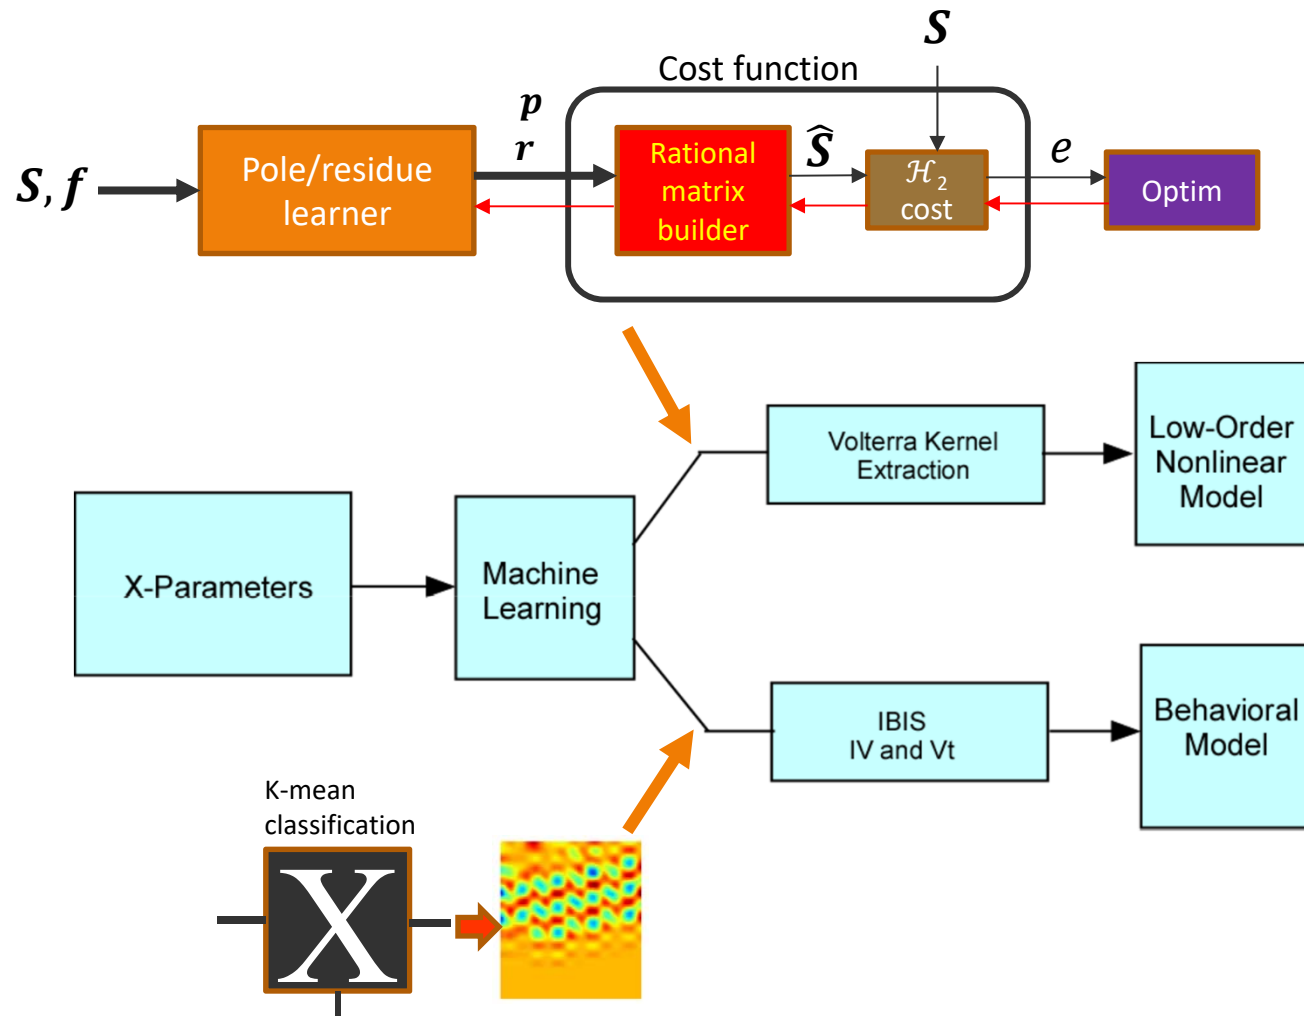 S
Cost function
p
r
S, f
Pole/residue
learner
Rational
matrix
builder
Ŝ
ℋ2
cost
e
Optim
Volterra Kernel
Extraction
Low-Order
Nonlinear
Model
X-Parameters
Machine
Learning
IBIS
IV and Vt
Behavioral
Model
K-mean
classification
X